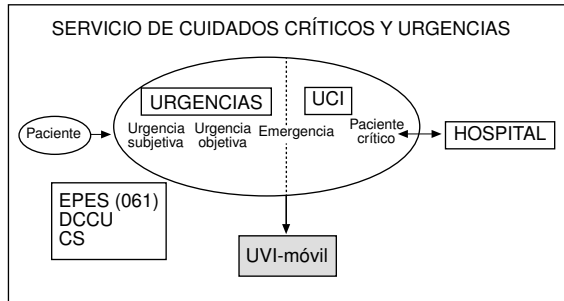 SERVICIO DE CUIDADOS CRÍTICOS Y URGENCIAS
URGENCIAS
UCI
Paciente
Urgencia
subjetiva
Urgencia
objetiva
Emergencia
Paciente
crítico
HOSPITAL
EPES (061)
DCCU
CS
UVI-móvil